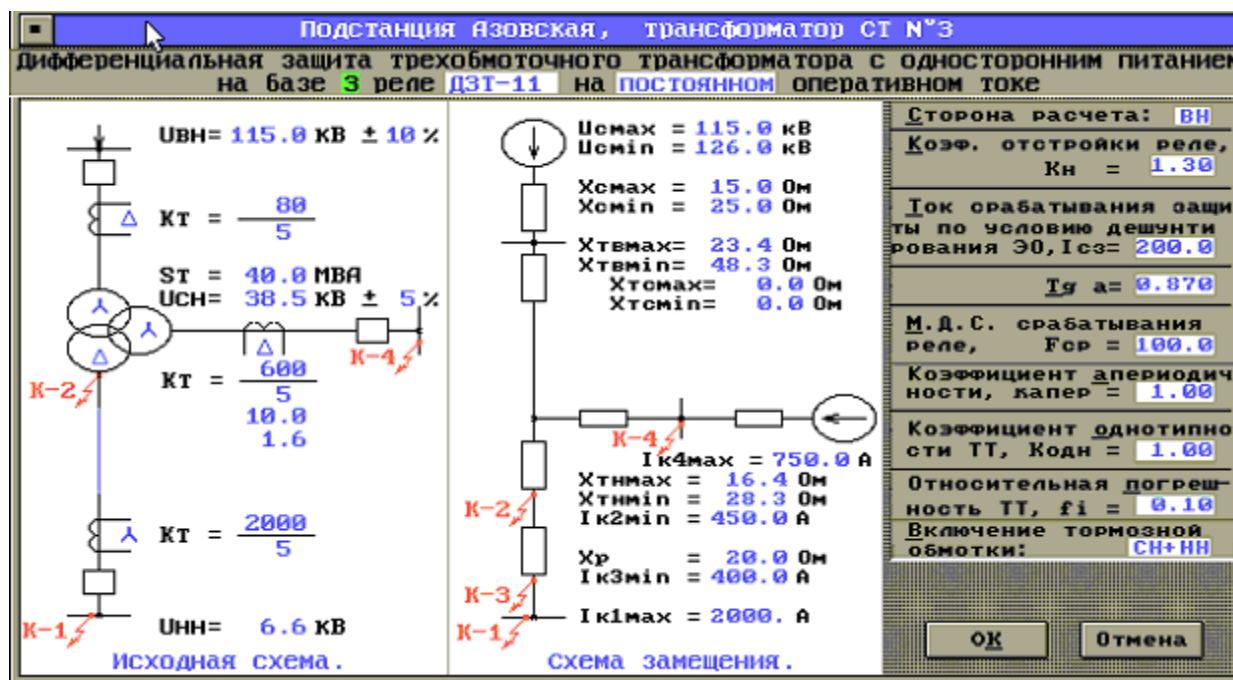 Подстанция Азовская, трансформатор СТ N°3
Дифференциальная защита трехобмоточного трансформатора с односторонним питанием
на базе 3 реле ДЗТ-11 на постоянном оперативном токе
Uвн= 115.0 кВ ± 10 %
Кт = 80
5
Sт = 40.0 МВА
Uсн= 38.5 кВ ± 5 %
К-4
Кт = 600
5
10.0
1.6
К-2
Кт = 2000
5
К-1
Uнн= 6.6 кВ
Исходная схема.
Uсмах = 115.0 кВ
Uсmin = 126.0 кВ
Хсмах = 15.0 Ом
Хсmin = 25.0 Ом
Хтвмах= 23.4 Ом
Хтвmin= 48.3 Ом
Хтсмах= 0.0 Ом
Хтсmin= 0.0 Ом
К-4
Iк4мах = 750.0 А
Хтнмах = 16.4 Ом
Хтнmin = 28.3 Ом
К-2
Iк2min = 450.0 А
Хр = 20.0 Ом
Iк3min = 400.0 А
К-3
Iк1мах = 2000. А
К-1
Схема замещения.
Сторона расчета: ВН
Коэф. отстройки реле,
Кн = 1.30
Ток срабатывания защи
ты по условию дешунти
рования ЭО,Iсз= 200.0
Tg a= 0.870
М.Д.С. срабатывания
реле, Fср = 100.0
Коэффициент апериодич
ности, капер = 1.00
Коэффициент однотипно
сти ТТ, Кодн = 1.00
Относительная погреш-
ность ТТ, fi = 0.10
Включение тормозной
обмотки: СН+НН
ОК
Отмена